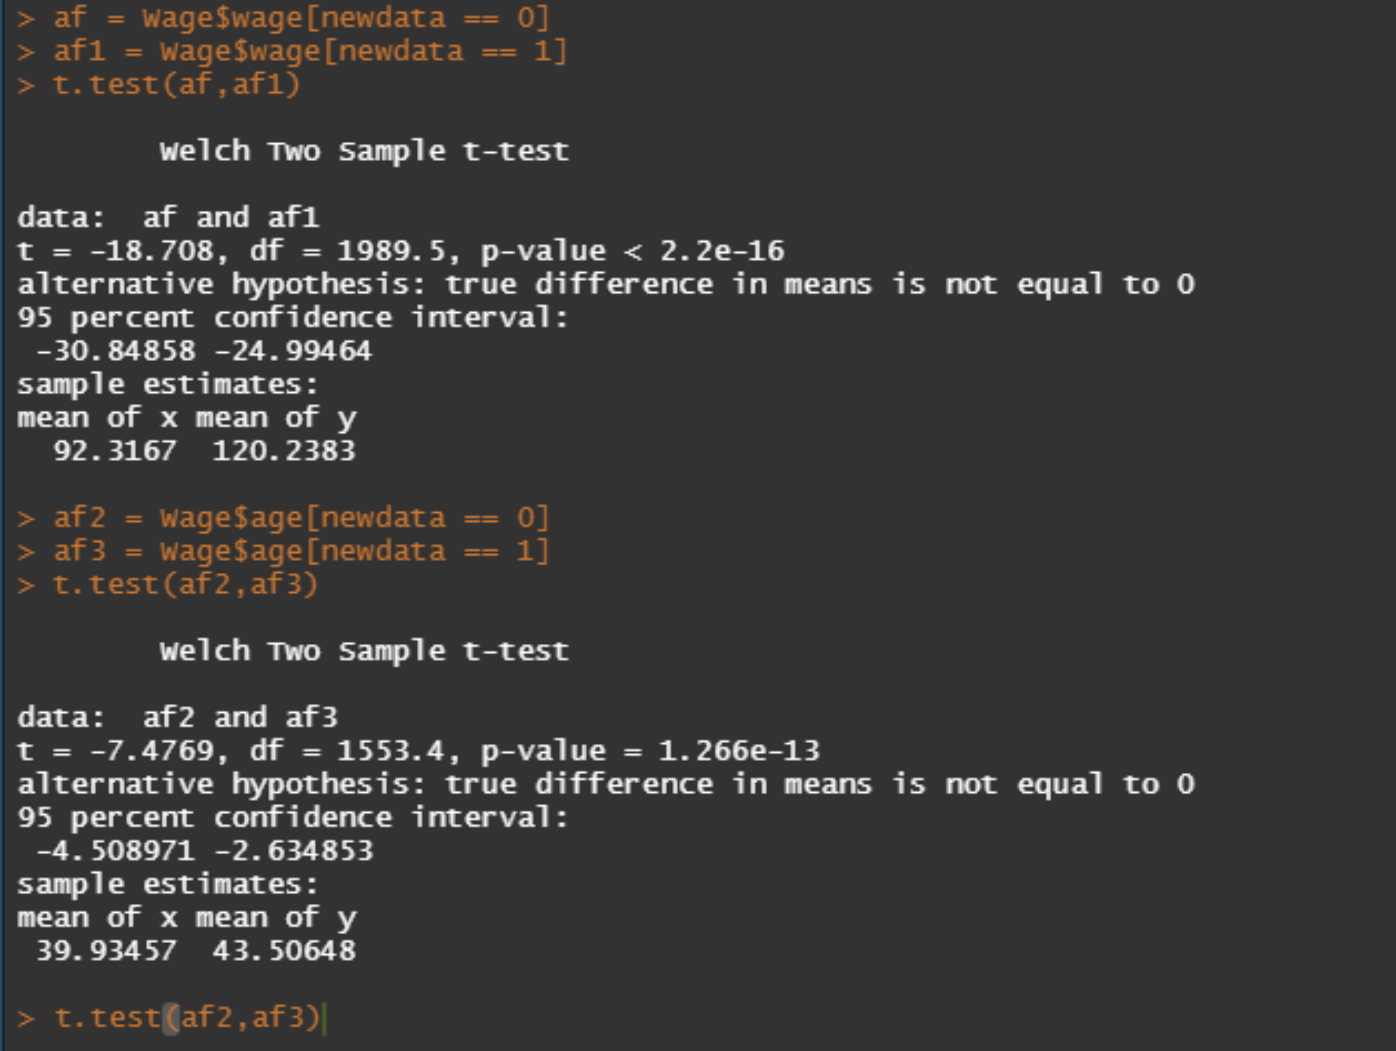 > af = Wage$wage[newdata == 0]
> af1 = Wage$wage[newdata == 1]
> t.test(af,af1)
Welch Two Sample t-test
data:  af and af1
t = -18.708, df = 1989.5, p-value < 2.2e-16
alternative hypothesis: true difference in means is not equal to 0
95 percent confidence interval:
 -30.84858 -24.99464
sample estimates:
mean of x mean of y
  92.3167  120.2383
> af2 = Wage$age[newdata == 0]
> af3 = Wage$age[newdata == 1]
> t.test(af2,af3)
Welch Two Sample t-test
data:  af2 and af3
t = -7.4769, df = 1553.4, p-value = 1.266e-13
alternative hypothesis: true difference in means is not equal to 0
95 percent confidence interval:
 -4.508971 -2.634853
sample estimates:
mean of x mean of y
 39.93457  43.50648
> t.test(af2,af3)